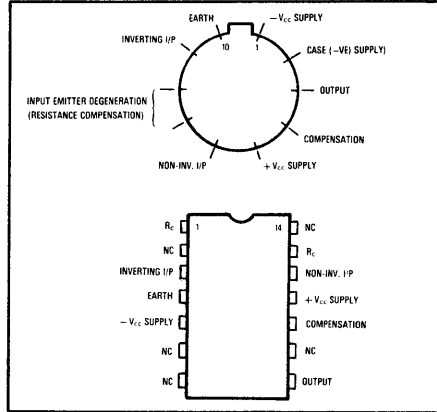 EARTH
− Vcc SUPPLY
INVERTING I/P
10
1
CASE (−VE) SUPPLY)
OUTPUT
INPUT EMITTER DEGENERATION
(RESISTANCE COMPENSATION)
COMPENSATION
NON-INV. I/P
+ Vcc SUPPLY
Rc
1
14
NC
NC
Rc
INVERTING I/P
NON-INV. I/P
EARTH
+ Vcc SUPPLY
− Vcc SUPPLY
COMPENSATION
NC
NC
NC
OUTPUT